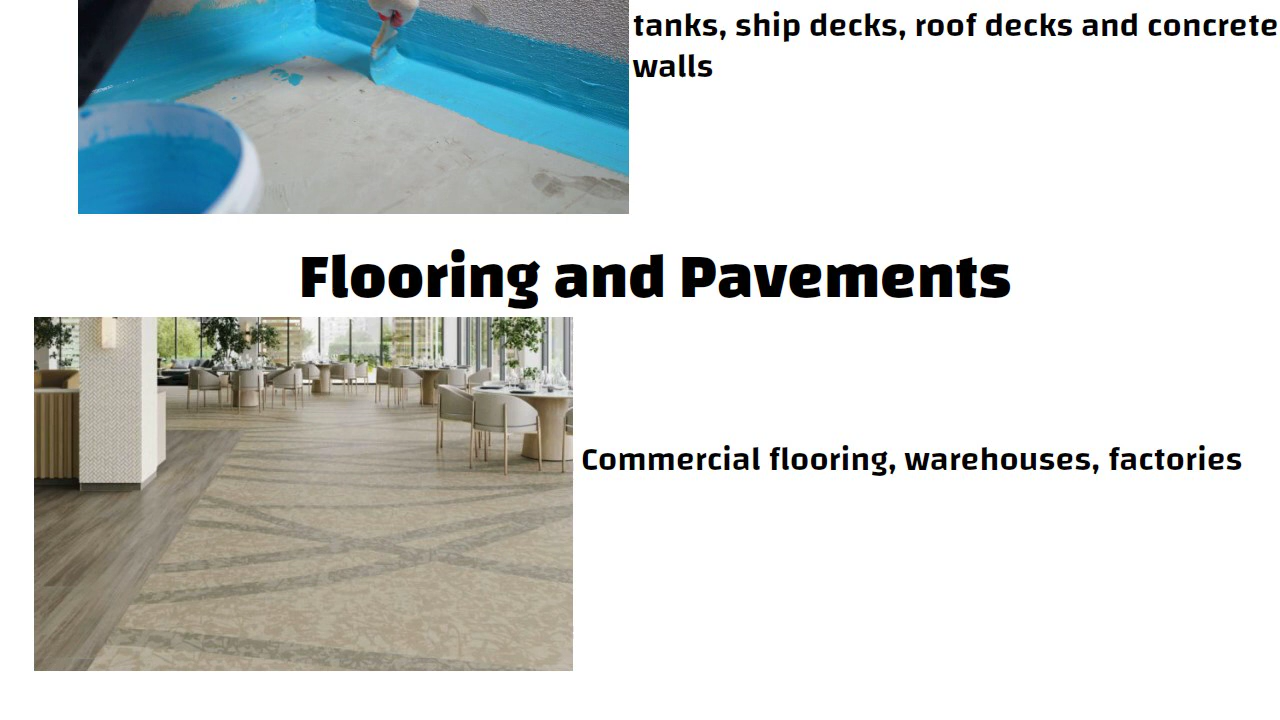 tanks, ship decks, roof decks and concrete
walls
Flooring and Pavements
Commercial flooring, warehouses, factories